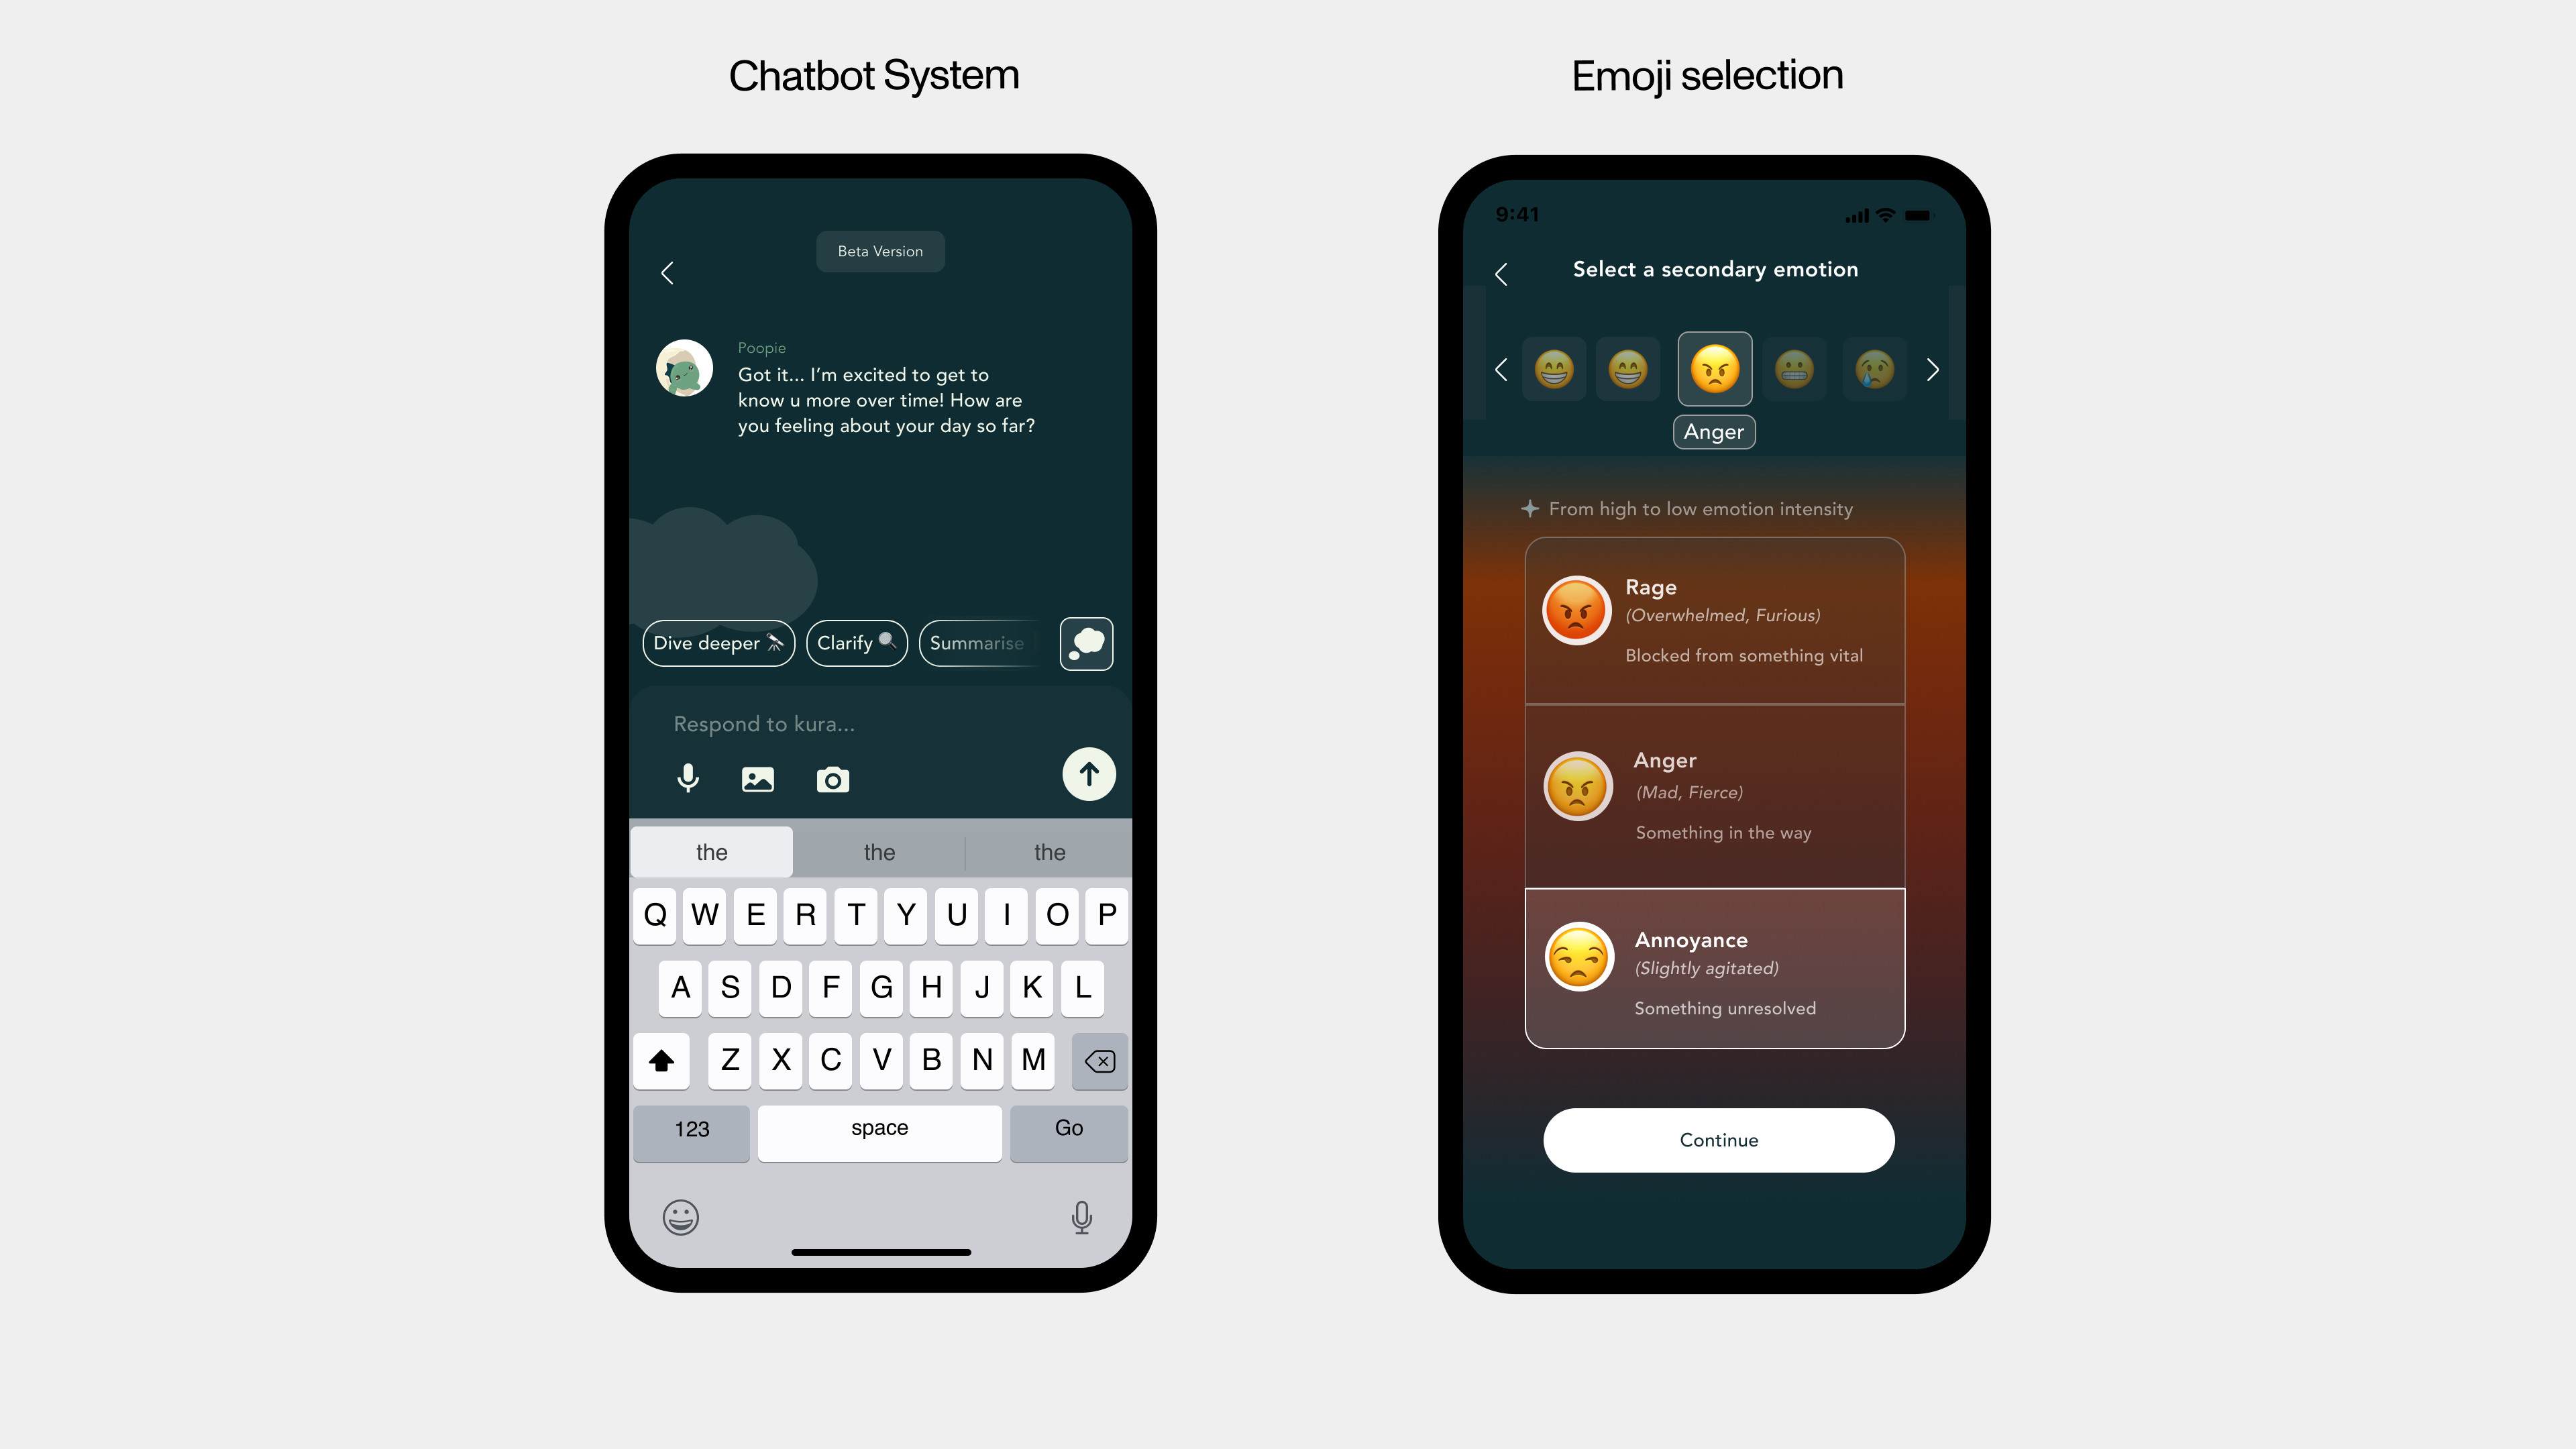 Chatbot System
Beta Version
Poopie
Got it... I'm excited to get to
know u more over time! How are
you feeling about your day so far?
Dive deeper
Clarify
Summarise
Respond to kura...
the the the
Q W E R T Y U I O P
A S D F G H J K L
Z X C V B N M
123 space Go
Emoji selection
9:41
Select a secondary emotion
Anger
From high to low emotion intensity
Rage
(Overwhelmed, Furious)
Blocked from something vital
Anger
(Mad, Fierce)
Something in the way
Annoyance
(Slightly agitated)
Something unresolved
Continue